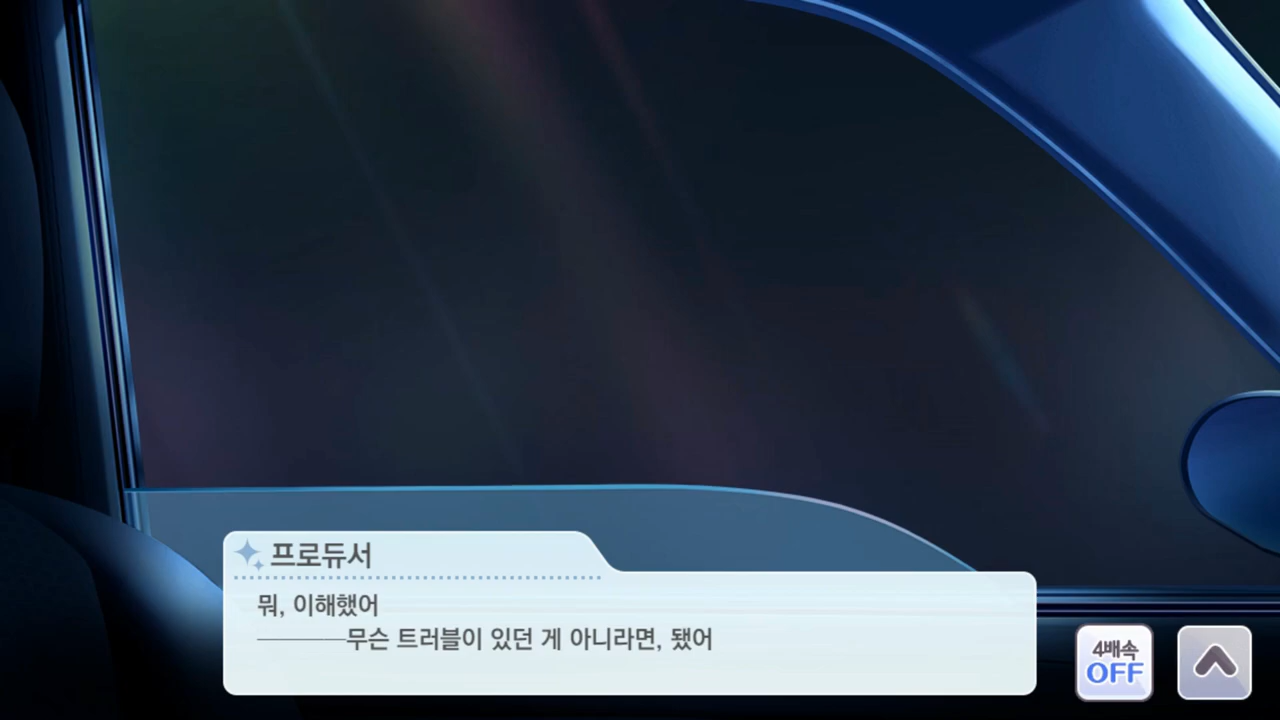 프로듀서
뭐, 이해했어
————무슨 트러블이 있던 게 아니라면, 됐어
4배속
OFF